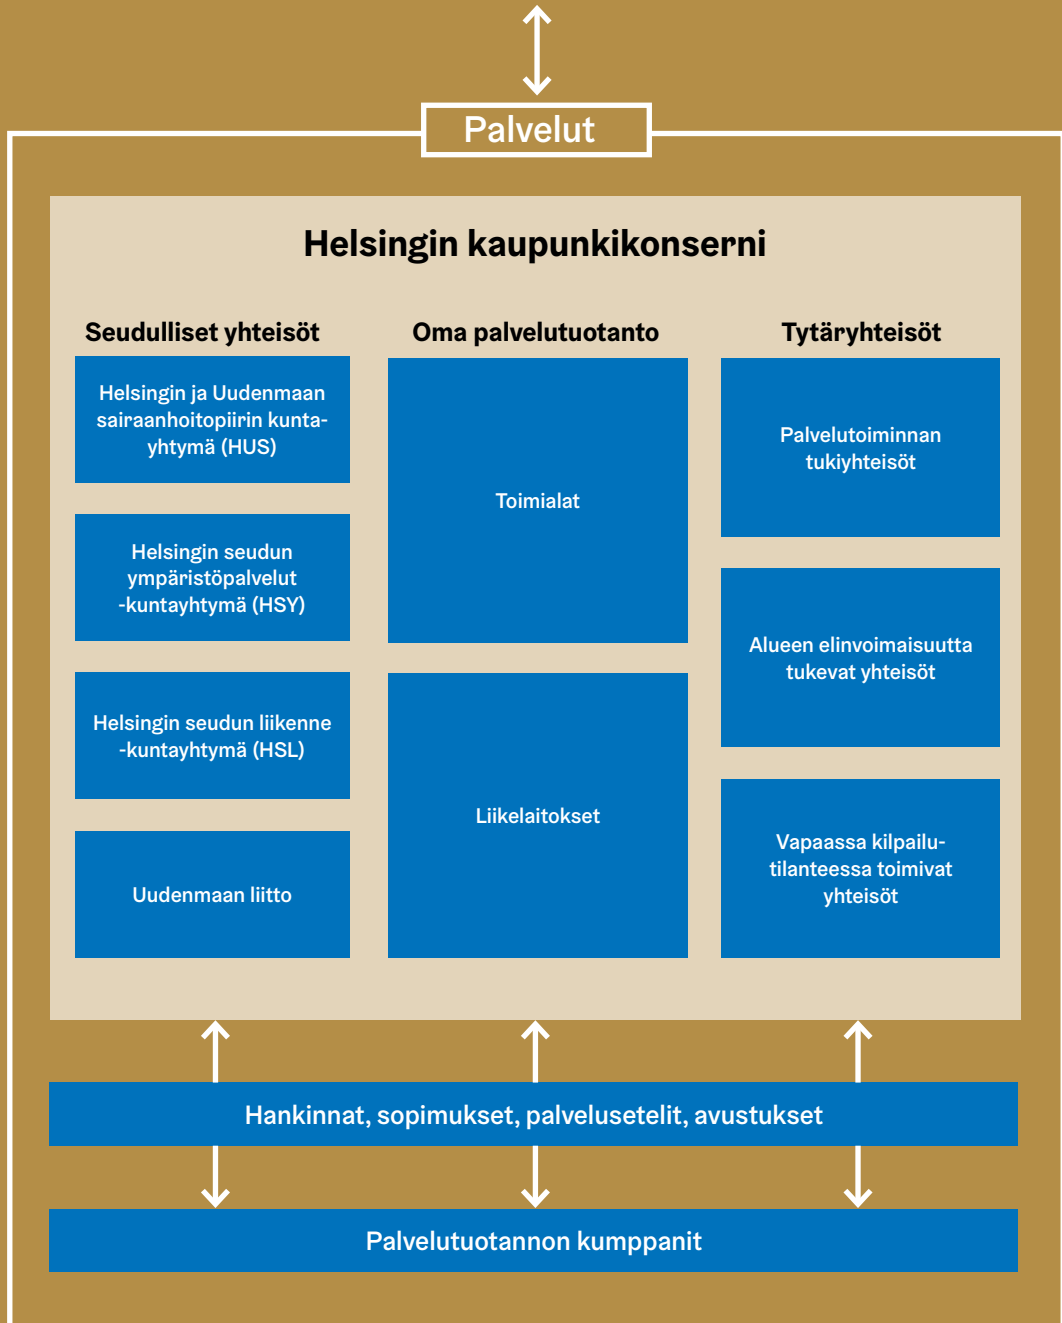 Palvelut
Helsingin kaupunkikonserni
Seudulliset yhteisöt
Helsingin ja Uudenmaan
sairaanhoitopiirin kunta-
yhtymä (HUS)
Helsingin seudun
ympäristöpalvelut
-kuntayhtymä (HSY)
Helsingin seudun liikenne
-kuntayhtymä (HSL)
Uudenmaan liitto
Oma palvelutuotanto
Toimialat
Liikelaitokset
Tytäryhteisöt
Palvelutoiminnan
tukiyhteisöt
Alueen elinvoimaisuutta
tukevat yhteisöt
Vapaassa kilpailu-
tilanteessa toimivat
yhteisöt
Hankinnat, sopimukset, palvelusetelit, avustukset
Palvelutuotannon kumppanit